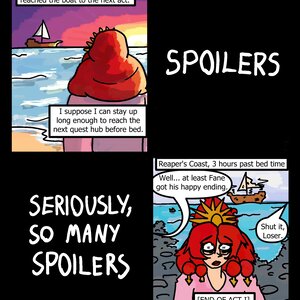 reached the boat to the next act.
I suppose I can stay up
long enough to reach the
next quest hub before bed.
SPOILERS
SERIOUSLY,
SO MANY
SPOILERS
Reaper's Coast, 3 hours past bed time
Well... at least Fane
got his happy ending.
Shut it,
Loser.
[END OF ACT 1]